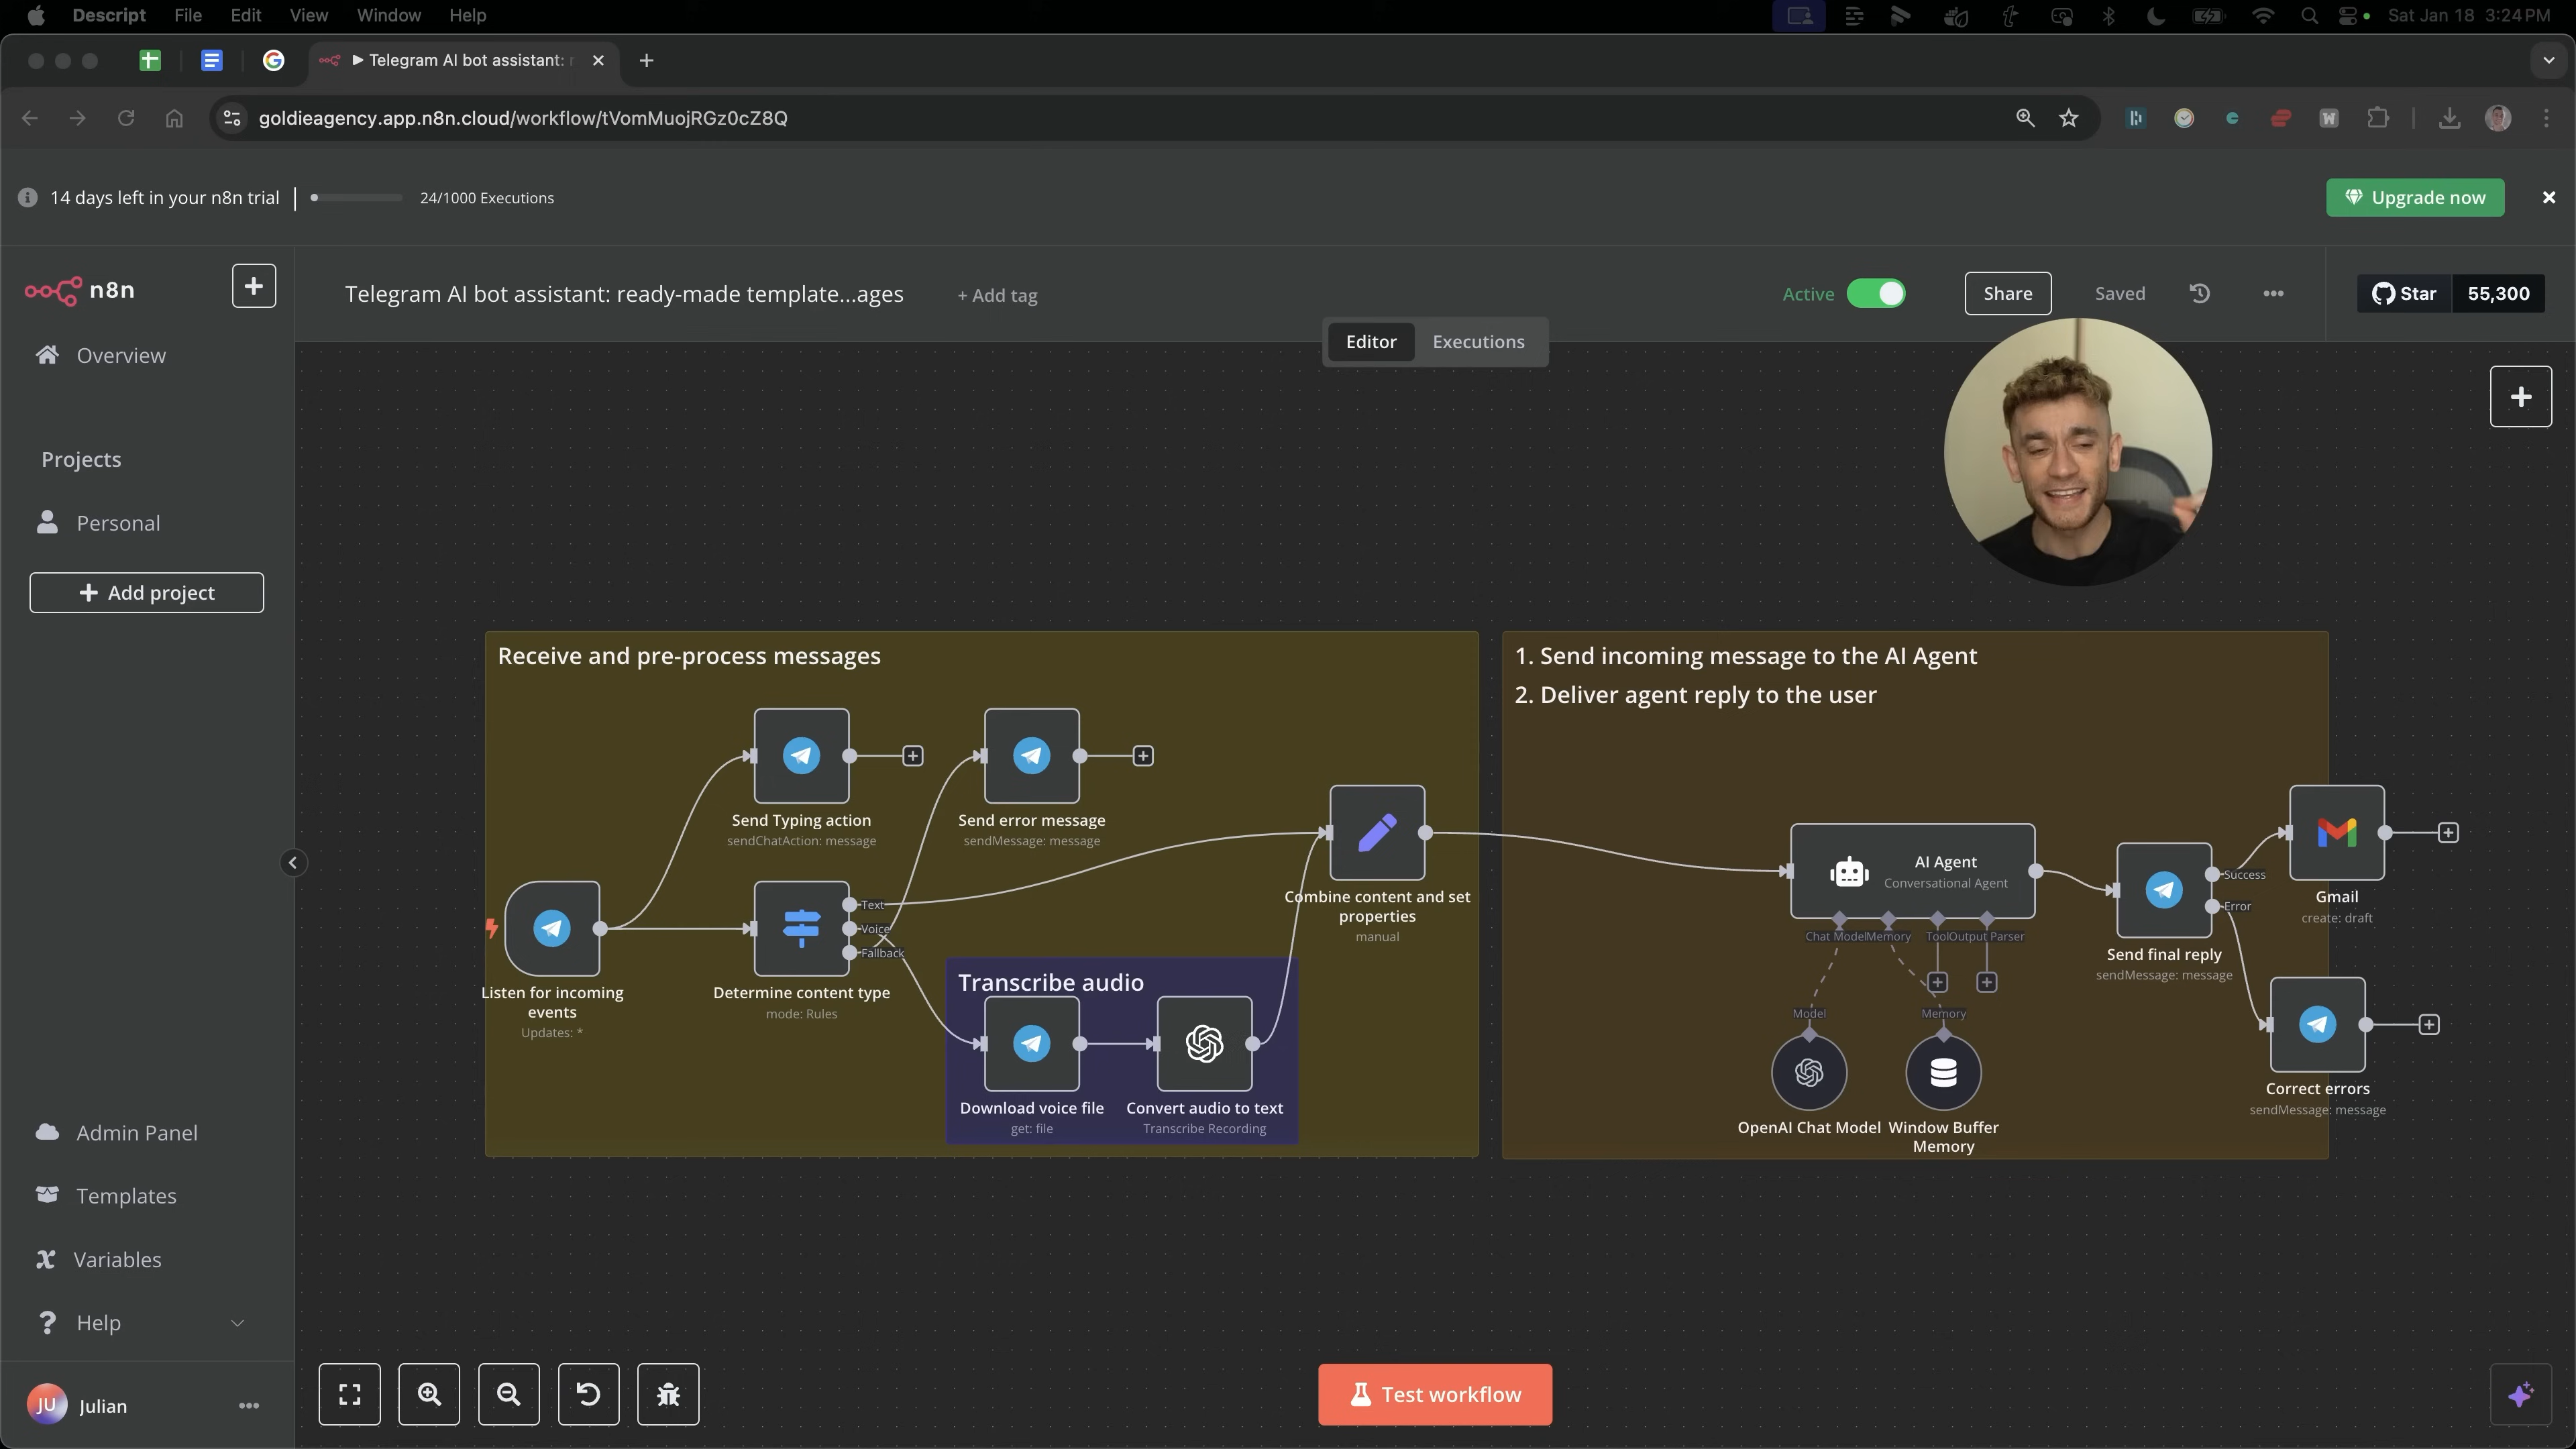 Descript File Edit View Window Help Sat Jan 18 3:24 PM
Telegram AI bot assistant:
goldieagency.app.n8n.cloud/workflow/tVomMuojRGz0cZ8Q
14 days left in your n8n trial
24/1000 Executions
Upgrade now
n8n
Telegram AI bot assistant: ready-made template...ages
+ Add tag
Active
Share
Saved
Star 55,300
Editor
Executions
Overview
Projects
Personal
Add project
Admin Panel
Templates
Variables
Help
JU
Julian
Receive and pre-process messages
Send Typing action
sendChatAction: message
Send error message
sendMessage: message
Listen for incoming
events
Updates: *
Text
Voice
Fallback
Determine content type
mode: Rules
Transcribe audio
Download voice file
get: file
Convert audio to text
Transcribe Recording
Combine content and set
properties
manual
1. Send incoming message to the AI Agent
2. Deliver agent reply to the user
AI Agent
Conversational Agent
Chat Model
Memory
Tool
Output Parser
Model
Memory
OpenAI Chat Model
Window Buffer
Memory
Success
Error
Send final reply
sendMessage: message
Gmail
create: draft
Correct errors
sendMessage: message
Test workflow